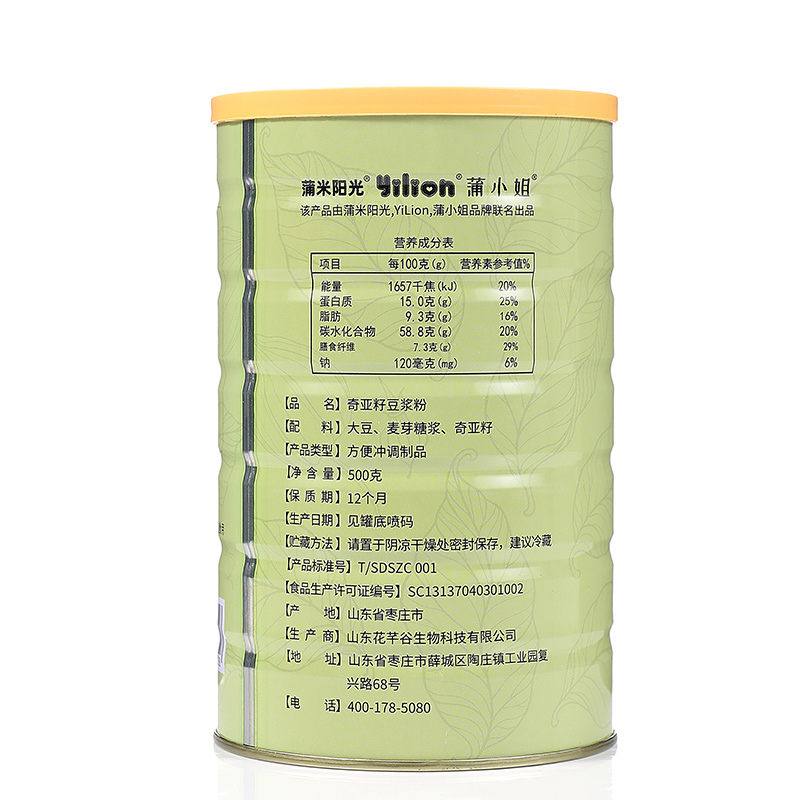 蒲米阳光® Yilion® 蒲小姐®
该产品由蒲米阳光,YiLion,蒲小姐品牌联名出品
营养成分表
项目 每100克(g) 营养素参考值%
能量 1657千焦(kJ) 20%
蛋白质 15.0克(g) 25%
脂肪 9.3克(g) 16%
碳水化合物 58.8克(g) 20%
膳食纤维 7.3克(g) 29%
钠 120毫克(mg) 6%
【品 名】奇亚籽豆浆粉
【配 料】大豆、麦芽糖浆、奇亚籽
【产品类型】方便冲调制品
【净含量】500克
【保质期】12个月
【生产日期】见罐底喷码
【贮藏方法】请置于阴凉干燥处密封保存，建议冷藏
【产品标准号】T/SDSZC 001
【食品生产许可证编号】SC13137040301002
【产 地】山东省枣庄市
【生产商】山东花芊谷生物科技有限公司
【地 址】山东省枣庄市薛城区陶庄镇工业园复
兴路68号
【电 话】400-178-5080